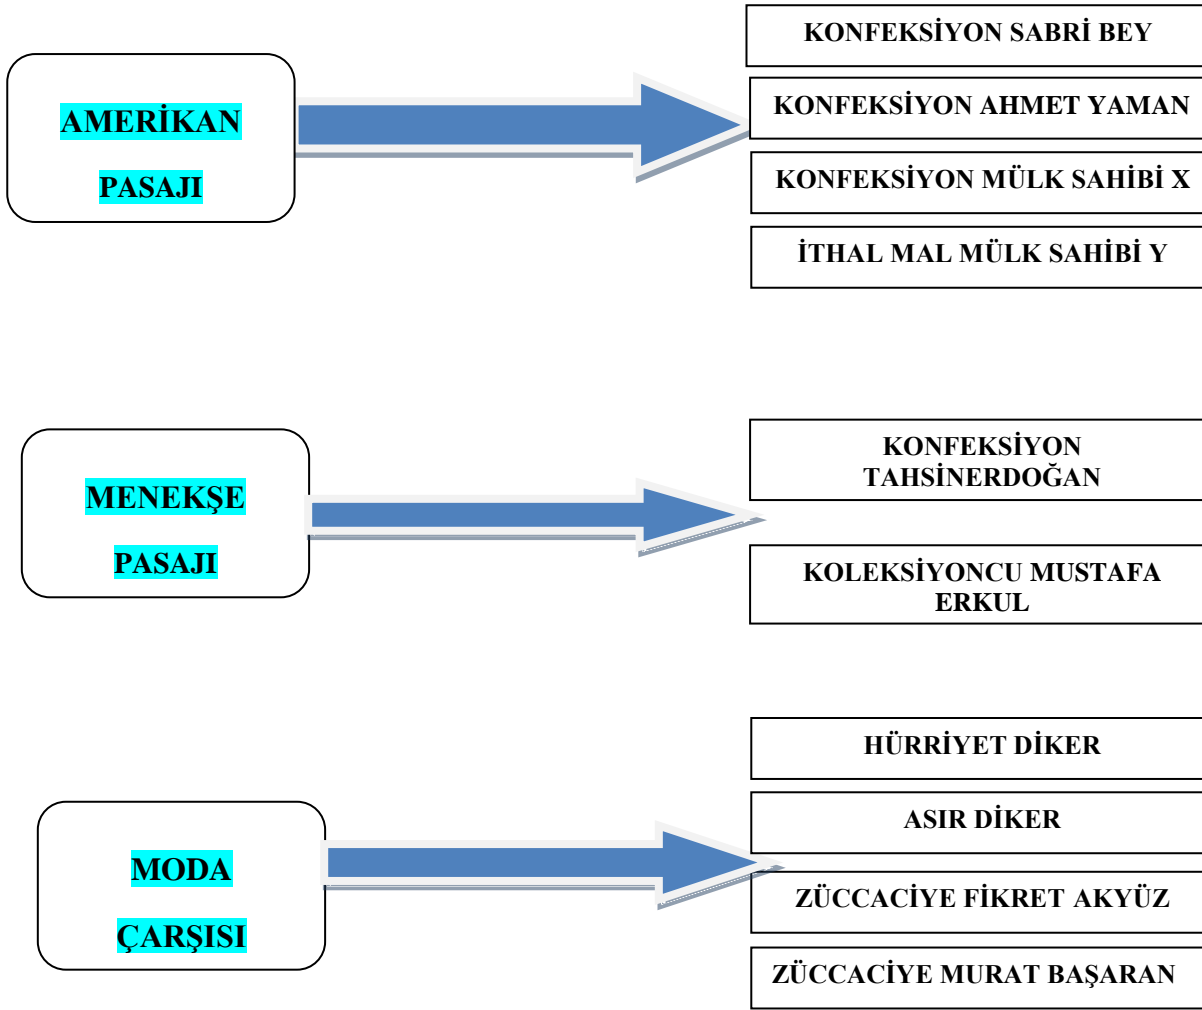 AMERİKAN
PASAJI
KONFEKSİYON SABRİ BEY
KONFEKSİYON AHMET YAMAN
KONFEKSİYON MÜLK SAHİBİ X
İTHAL MAL MÜLK SAHİBİ Y
MENEKŞE
PASAJI
KONFEKSİYON
TAHSİNERDOĞAN
KOLEKSİYONCU MUSTAFA
ERKUL
MODA
ÇARŞISI
HÜRRİYET DİKER
ASIR DİKER
ZÜCCACİYE FİKRET AKYÜZ
ZÜCCACİYE MURAT BAŞARAN